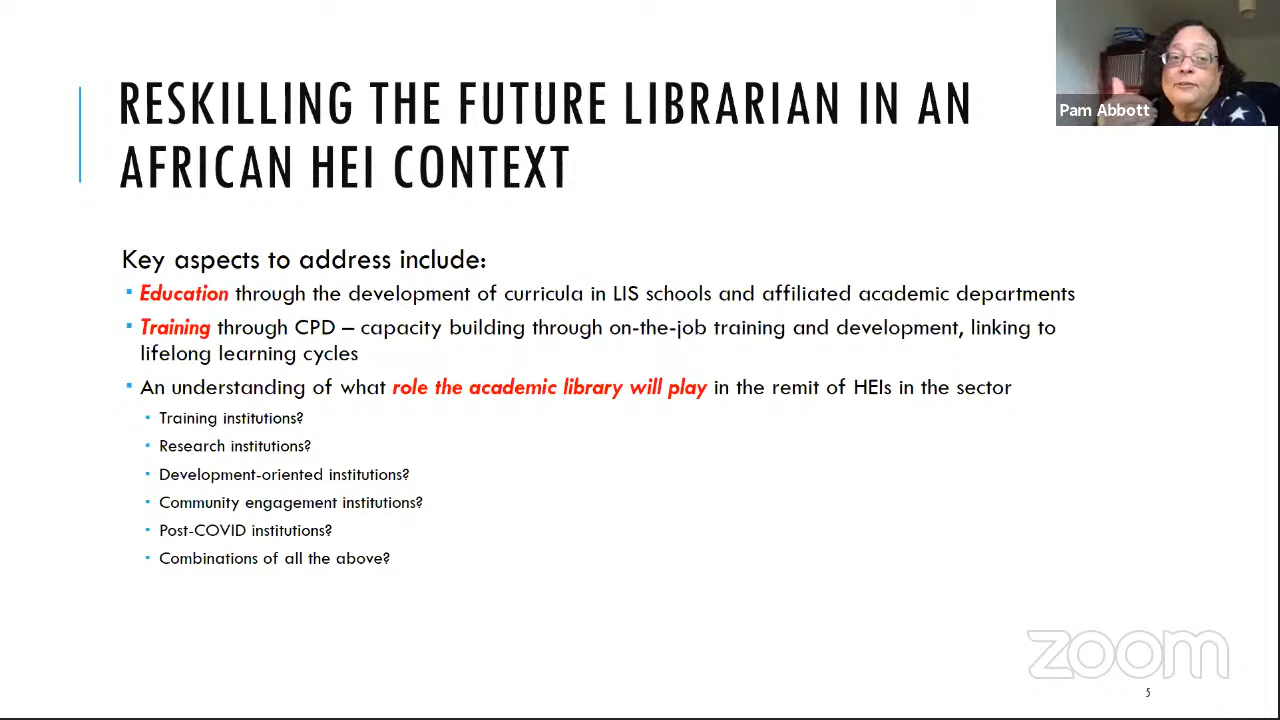 RESKILLING THE FUTURE LIBRARIAN IN AN
AFRICAN HEI CONTEXT
Pam Abbott
Key aspects to address include:
Education through the development of curricula in LIS schools and affiliated academic departments
Training through CPD – capacity building through on-the-job training and development, linking to
lifelong learning cycles
An understanding of what role the academic library will play in the remit of HEIs in the sector
Training institutions?
Research institutions?
Development-oriented institutions?
Community engagement institutions?
Post-COVID institutions?
Combinations of all the above?
zoom
5